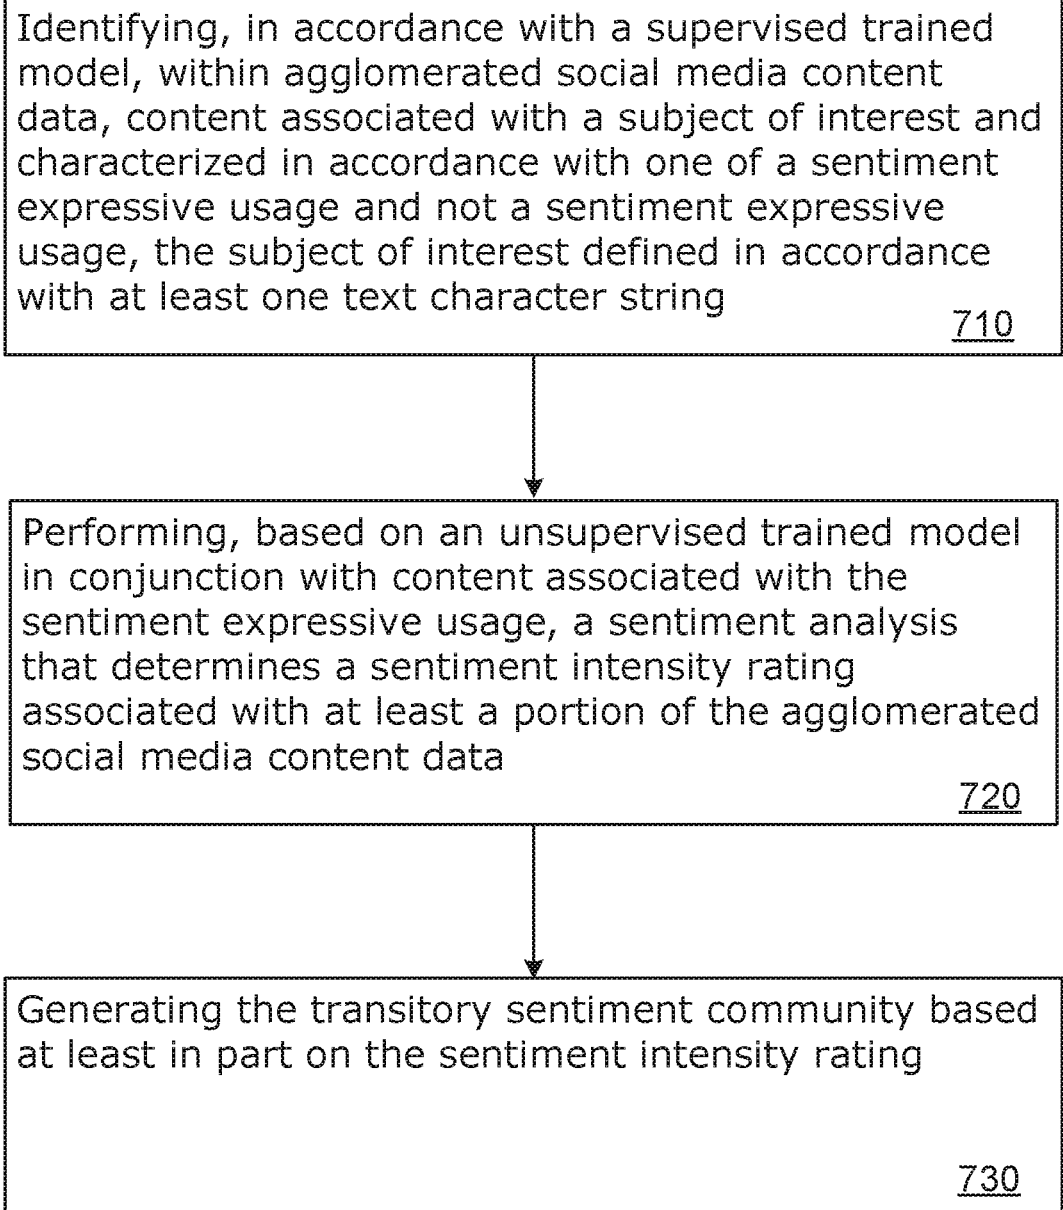 Identifying, in accordance with a supervised trained
model, within agglomerated social media content
data, content associated with a subject of interest and
characterized in accordance with one of a sentiment
expressive usage and not a sentiment expressive
usage, the subject of interest defined in accordance
with at least one text character string
710
Performing, based on an unsupervised trained model
in conjunction with content associated with the
sentiment expressive usage, a sentiment analysis
that determines a sentiment intensity rating
associated with at least a portion of the agglomerated
social media content data
720
Generating the transitory sentiment community based
at least in part on the sentiment intensity rating
730